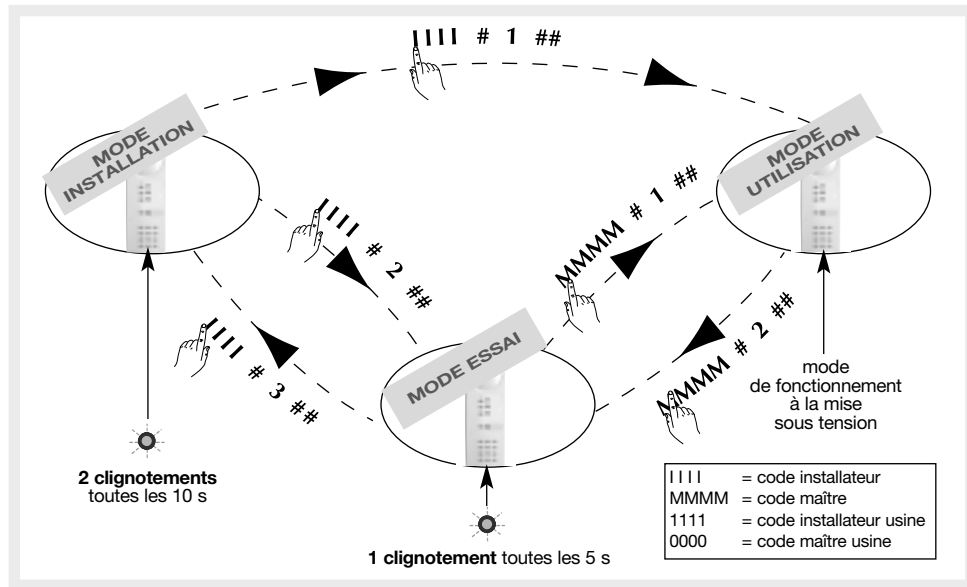 IIII # 1 ##
MODE
INSTALLATION
MODE
UTILISATION
IIII # 2 ##
MMMM # 1 ##
IIII # 3 ##
MODE ESSAI
MMMM # 2 ##
mode
de fonctionnement
à la mise
sous tension
2 clignotements
toutes les 10 s
1 clignotement toutes les 5 s
IIII = code installateur
MMMM = code maître
1111 = code installateur usine
0000 = code maître usine